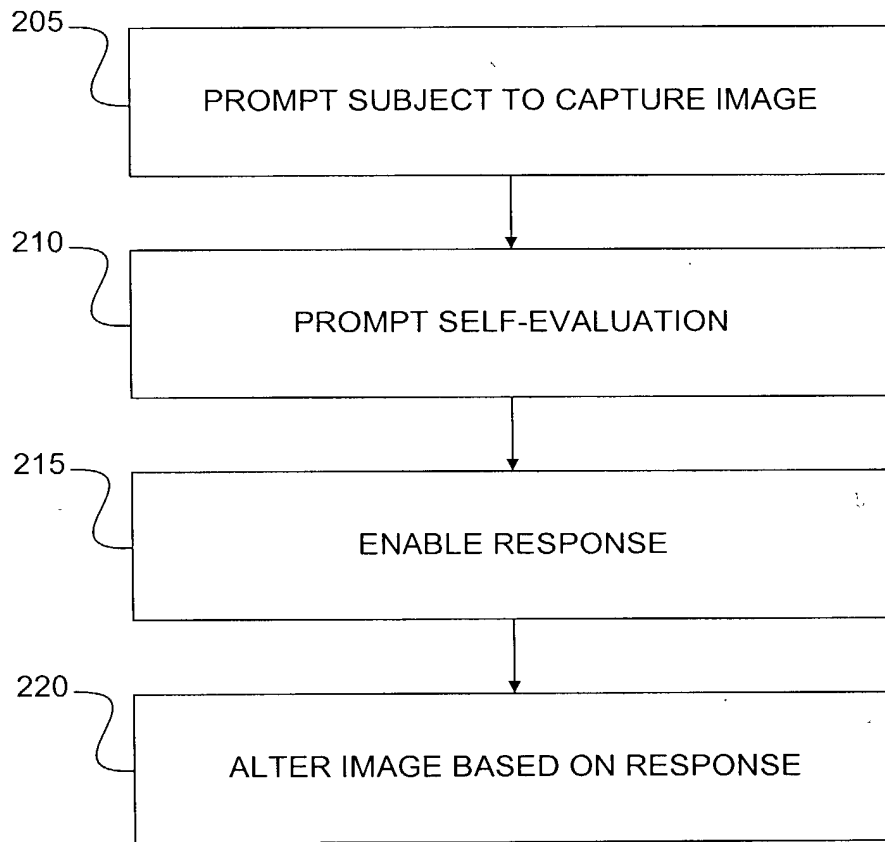 205
PROMPT SUBJECT TO CAPTURE IMAGE
210
PROMPT SELF-EVALUATION
215
ENABLE RESPONSE
220
ALTER IMAGE BASED ON RESPONSE